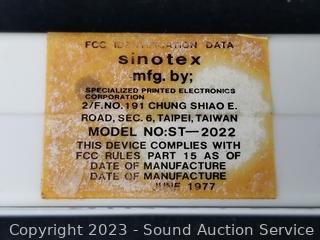 FCC IDENTIFICATION DATA
sinotex
mfg. by;
SPECIALIZED PRINTED ELECTRONICS
CORPORATION
2/F.NO.191 CHUNG SHIAO E.
ROAD, SEC. 6, TAIPEI, TAIWAN
MODEL NO:ST—2022
THIS DEVICE COMPLIES WITH
FCC RULES PART 15 AS OF
DATE OF MANUFACTURE
DATE OF MANUFACTURE
JUNE 1977
Copyright 2023 - Sound Auction Service